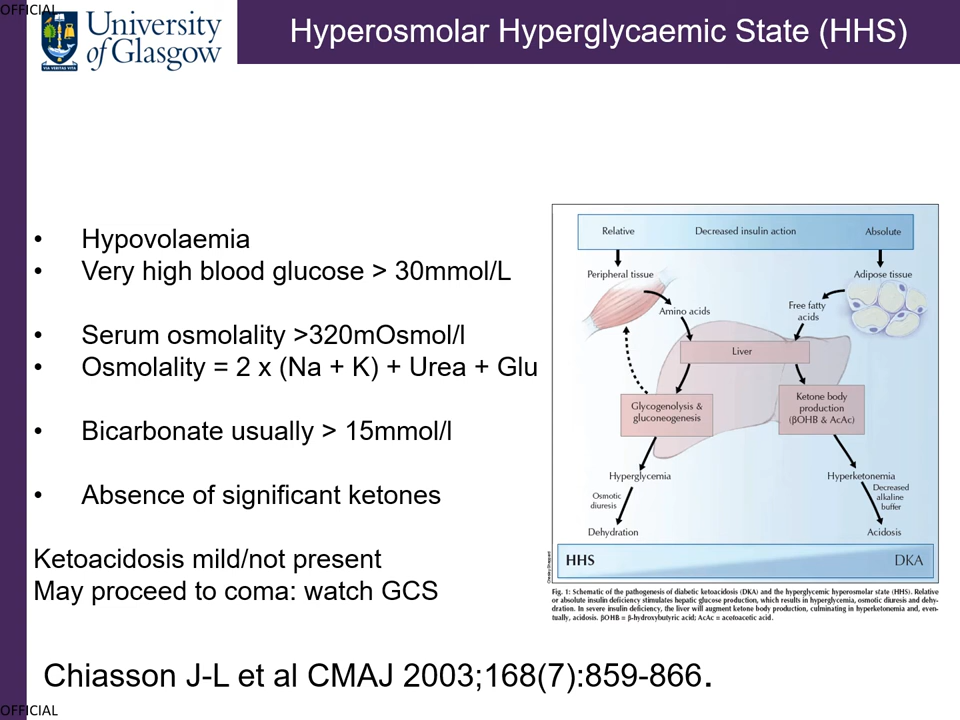 OFFICIAL
University
of Glasgow
VIA VERITAS VITA
Hyperosmolar Hyperglycaemic State (HHS)
• Hypovolaemia
• Very high blood glucose > 30mmol/L
• Serum osmolality >320mOsmol/l
• Osmolality = 2 x (Na + K) + Urea + Glu
• Bicarbonate usually > 15mmol/l
• Absence of significant ketones
Ketoacidosis mild/not present
May proceed to coma: watch GCS
Relative Decreased insulin action Absolute
Peripheral tissue Adipose tissue
Amino acids
Free fatty
acids
Liver
Glycogenolysis &
gluconeogenesis
Ketone body
production
(βOHB & AcAc)
Hyperglycemia
Hyperketonemia
Osmotic
diuresis
Decreased
alkaline
buffer
Dehydration
Acidosis
HHS DKA
Fig. 1: Schematic of the pathogenesis of diabetic ketoacidosis (DKA) and the hyperglycemic hyperosmolar state (HHS). Relative
or absolute insulin deficiency stimulates hepatic glucose production, which results in hyperglycemia, osmotic diuresis and dehy-
dration. In severe insulin deficiency, the liver will augment ketone body production, culminating in hyperketonemia and, even-
tually, acidosis. βOHB = β-hydroxybutyric acid; AcAc = acetoacetic acid.
Chiasson J-L et al CMAJ 2003;168(7):859-866.
OFFICIAL